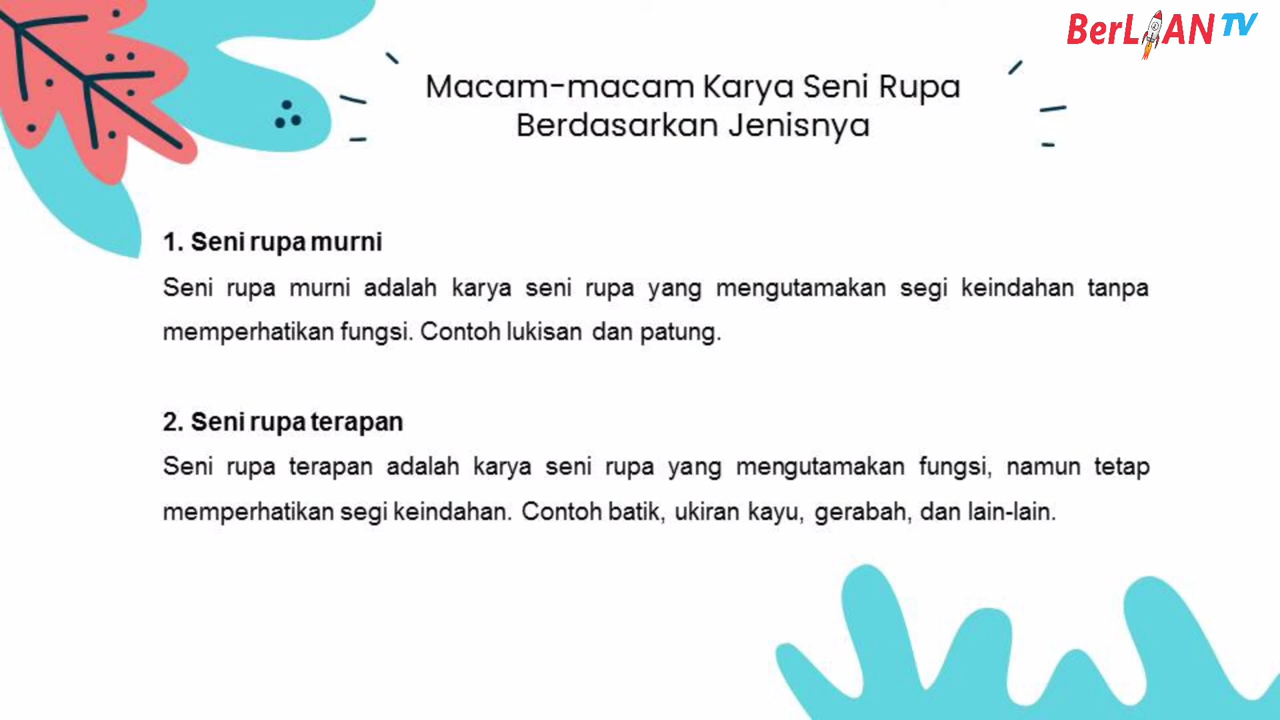 BerLIAN TV
Macam-macam Karya Seni Rupa
Berdasarkan Jenisnya
1. Seni rupa murni
Seni rupa murni adalah karya seni rupa yang mengutamakan segi keindahan tanpa
memperhatikan fungsi. Contoh lukisan dan patung.
2. Seni rupa terapan
Seni rupa terapan adalah karya seni rupa yang mengutamakan fungsi, namun tetap
memperhatikan segi keindahan. Contoh batik, ukiran kayu, gerabah, dan lain-lain.